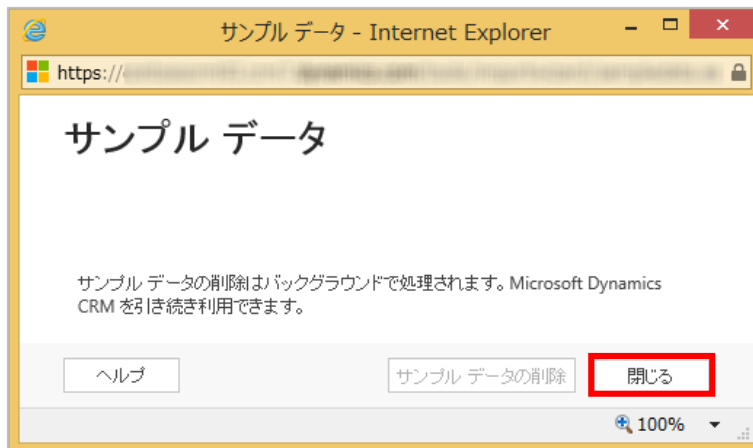 サンプル データ - Internet Explorer
https://
サンプル データ
サンプル データの削除はバックグラウンドで処理されます。Microsoft Dynamics
CRM を引き続き利用できます。
ヘルプ サンプル データの削除 閉じる
100%